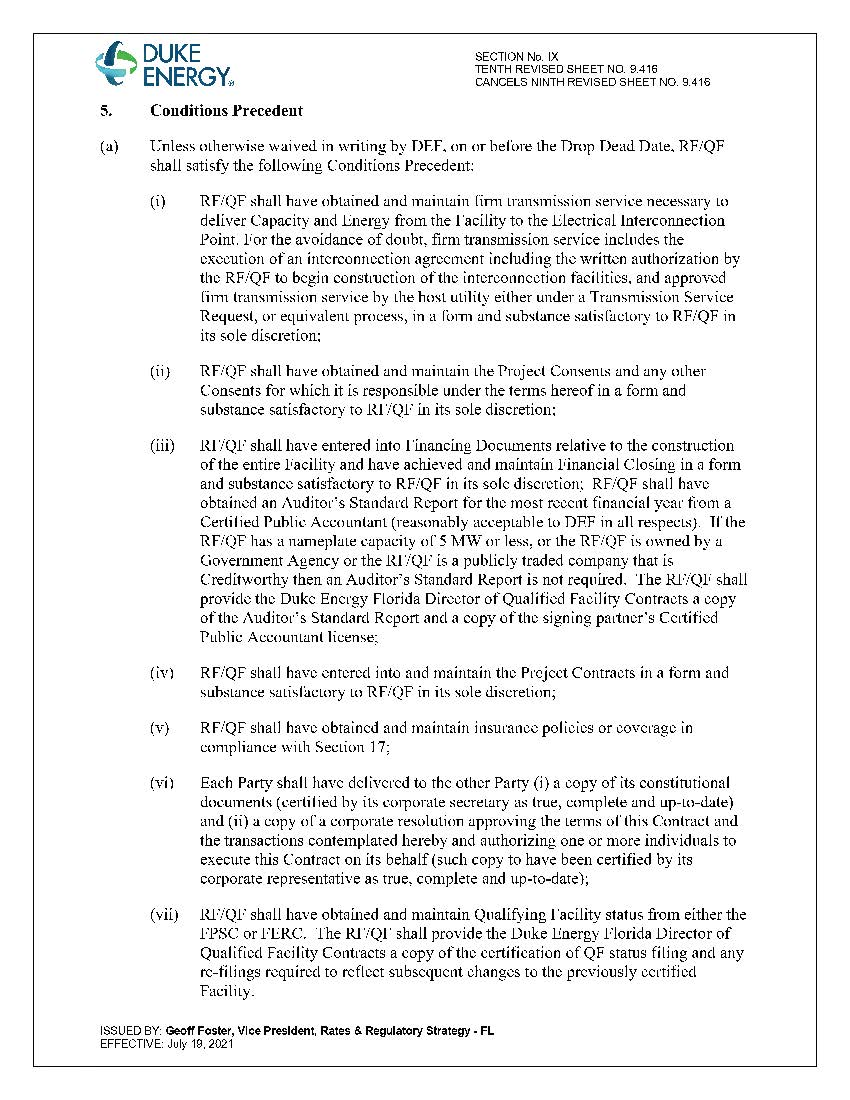 DUKE
ENERGY®
SECTION No. IX
TENTH REVISED SHEET NO. 9.416
CANCELS NINTH REVISED SHEET NO. 9.416
5. Conditions Precedent
(a) Unless otherwise waived in writing by DEF, on or before the Drop Dead Date, RF/QF
shall satisfy the following Conditions Precedent:
(i) RF/QF shall have obtained and maintain firm transmission service necessary to
deliver Capacity and Energy from the Facility to the Electrical Interconnection
Point. For the avoidance of doubt, firm transmission service includes the
execution of an interconnection agreement including the written authorization by
the RF/QF to begin construction of the interconnection facilities, and approved
firm transmission service by the host utility either under a Transmission Service
Request, or equivalent process, in a form and substance satisfactory to RF/QF in
its sole discretion;
(ii) RF/QF shall have obtained and maintain the Project Consents and any other
Consents for which it is responsible under the terms hereof in a form and
substance satisfactory to RF/QF in its sole discretion;
(iii) RF/QF shall have entered into Financing Documents relative to the construction
of the entire Facility and have achieved and maintain Financial Closing in a form
and substance satisfactory to RF/QF in its sole discretion; RF/QF shall have
obtained an Auditor's Standard Report for the most recent financial year from a
Certified Public Accountant (reasonably acceptable to DEF in all respects). If the
RF/QF has a nameplate capacity of 5 MW or less, or the RF/QF is owned by a
Government Agency or the RF/QF is a publicly traded company that is
Creditworthy then an Auditor's Standard Report is not required. The RF/QF shall
provide the Duke Energy Florida Director of Qualified Facility Contracts a copy
of the Auditor's Standard Report and a copy of the signing partner's Certified
Public Accountant license;
(iv) RF/QF shall have entered into and maintain the Project Contracts in a form and
substance satisfactory to RF/QF in its sole discretion;
(v) RF/QF shall have obtained and maintain insurance policies or coverage in
compliance with Section 17;
(vi) Each Party shall have delivered to the other Party (i) a copy of its constitutional
documents (certified by its corporate secretary as true, complete and up-to-date)
and (ii) a copy of a corporate resolution approving the terms of this Contract and
the transactions contemplated hereby and authorizing one or more individuals to
execute this Contract on its behalf (such copy to have been certified by its
corporate representative as true, complete and up-to-date);
(vii) RF/QF shall have obtained and maintain Qualifying Facility status from either the
FPSC or FERC. The RF/QF shall provide the Duke Energy Florida Director of
Qualified Facility Contracts a copy of the certification of QF status filing and any
re-filings required to reflect subsequent changes to the previously certified
Facility.
ISSUED BY: Geoff Foster, Vice President, Rates & Regulatory Strategy - FL
EFFECTIVE: July 19, 2021